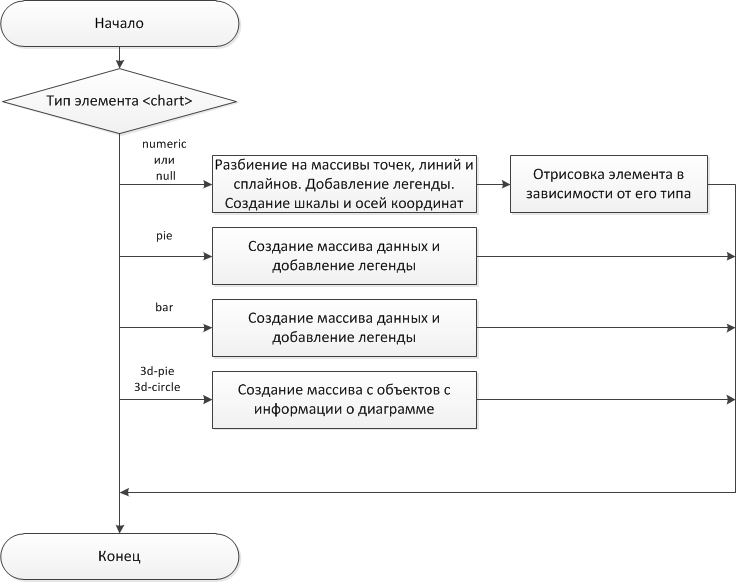 Начало
Тип элемента <chart>
numeric
или
null
Разбиение на массивы точек, линий и
сплайнов. Добавление легенды.
Создание шкалы и осей координат
Отрисовка элемента в
зависимости от его типа
pie
Создание массива данных и
добавление легенды
bar
Создание массива данных и
добавление легенды
3d-pie
3d-circle
Создание массива с объектов с
информации о диаграмме
Конец